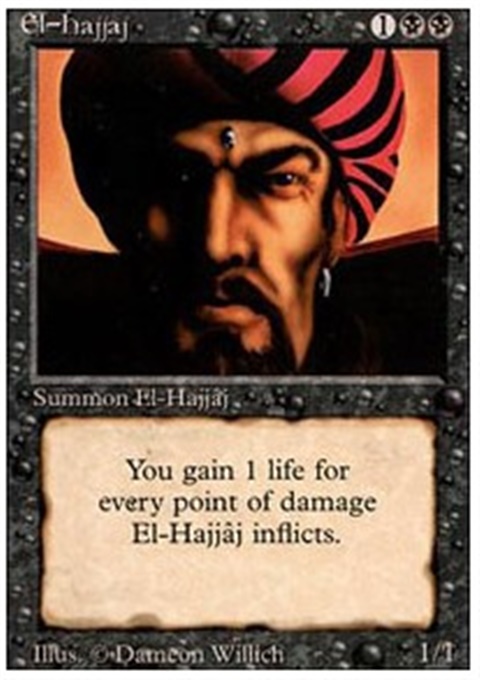 El-Hajjaj
1
Summon El-Hajjâj
You gain 1 life for
every point of damage
El-Hajjâj inflicts.
Illus. © Dameon Willich
1/1